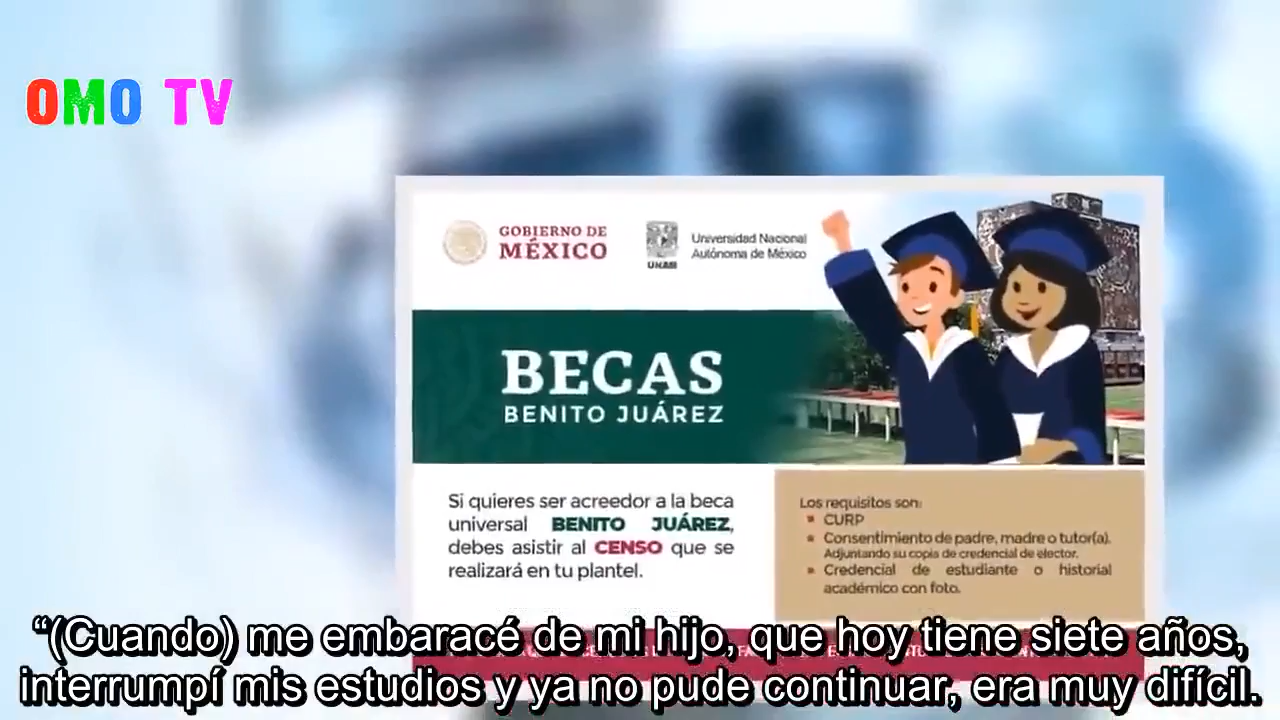 OMO TV
GOBIERNO DE
MÉXICO
UNAM
Universidad Nacional
Autónoma de México
BECAS
BENITO JUÁREZ
Si quieres ser acreedor a la beca
universal BENITO JUÁREZ,
debes asistir al CENSO que se
realizará en tu plantel.
Los requisitos son:
CURP
Consentimiento de padre, madre o tutor(a).
Adjuntando su copia de credencial de elector.
Credencial de estudiante o historial
académico con foto.
“(Cuando) me embaracé de mi hijo, que hoy tiene siete años,
interrumpí mis estudios y ya no pude continuar, era muy difícil.